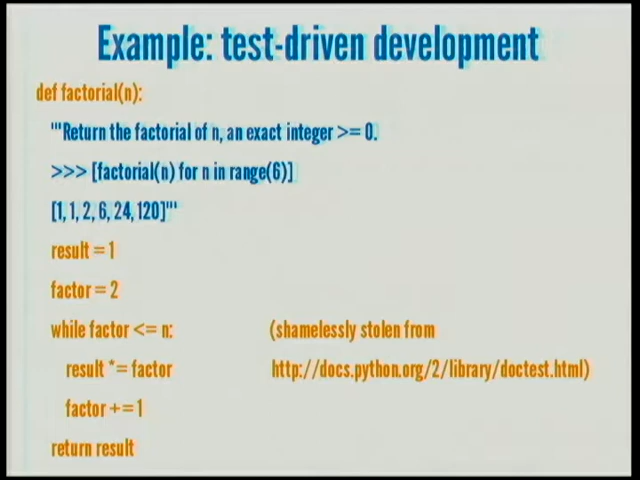 Example: test-driven development
def factorial(n):
'''Return the factorial of n, an exact integer >= 0.
>>> [factorial(n) for n in range(6)]
[1, 1, 2, 6, 24, 120]'''
result = 1
factor = 2
while factor <= n:
(shamelessly stolen from
result *= factor
http://docs.python.org/2/library/doctest.html)
factor += 1
return result